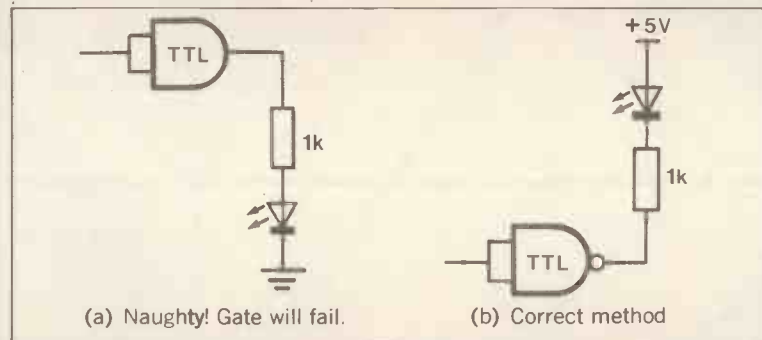 TTL
1k
(a) Naughty! Gate will fail.
+5V
1k
TTL
(b) Correct method